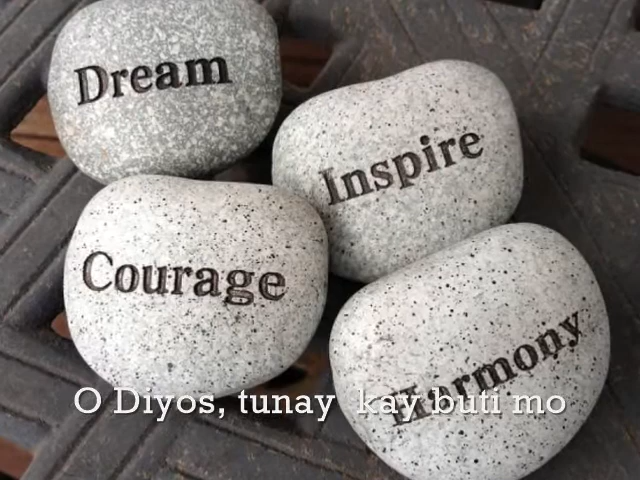 Dream
Inspire
Courage
Harmony
O Diyos, tunay kay buti mo